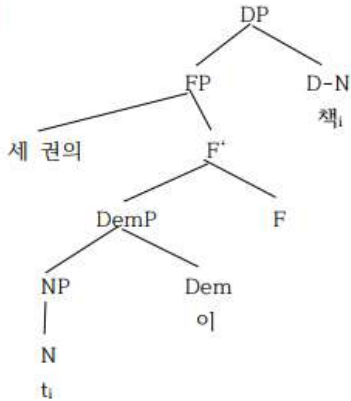 DP
FP D-N
책i
세 권의 F‘
DemP F
NP Dem
이
N
ti